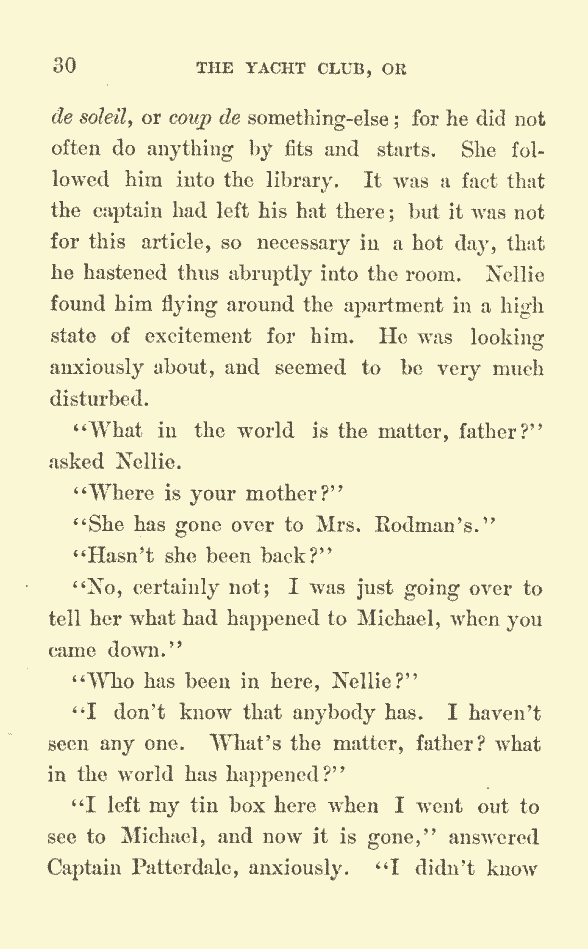 30 THE YACHT CLUB, OR
de soleil, or coup de something-else; for he did not
often do anything by fits and starts. She fol-
lowed him into the library. It was a fact that
the captain had left his hat there; but it was not
for this article, so necessary in a hot day, that
he hastened thus abruptly into the room. Nellie
found him flying around the apartment in a high
state of excitement for him. He was looking
anxiously about, and seemed to be very much
disturbed.
"What in the world is the matter, father?"
asked Nellie.
"Where is your mother?"
"She has gone over to Mrs. Rodman's."
"Hasn't she been back?"
"No, certainly not; I was just going over to
tell her what had happened to Michael, when you
came down."
"Who has been in here, Nellie?"
"I don't know that anybody has. I haven't
seen any one. What's the matter, father? what
in the world has happened?"
"I left my tin box here when I went out to
see to Michael, and now it is gone," answered
Captain Patterdale, anxiously. "I didn't know